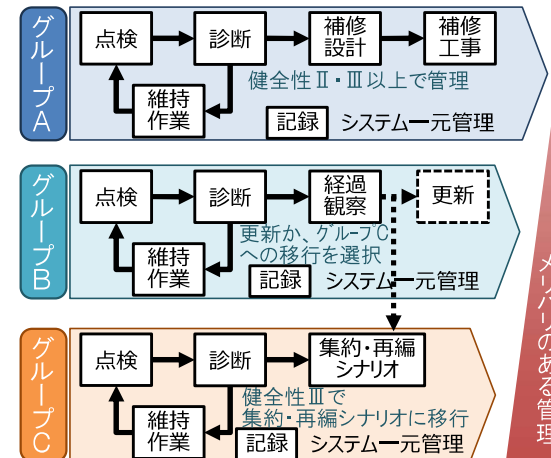 グループA
点検
診断
補修
設計
補修
工事
維持
作業
健全性Ⅱ・Ⅲ以上で管理
記録
システム一元管理
グループB
点検
診断
経過
観察
更新
維持
作業
更新か、グループC
への移行を選択
記録
システム一元管理
グループC
点検
診断
集約・再編
シナリオ
維持
作業
健全性Ⅲで
集約・再編シナリオに移行
記録
システム一元管理
メリハリのある管理